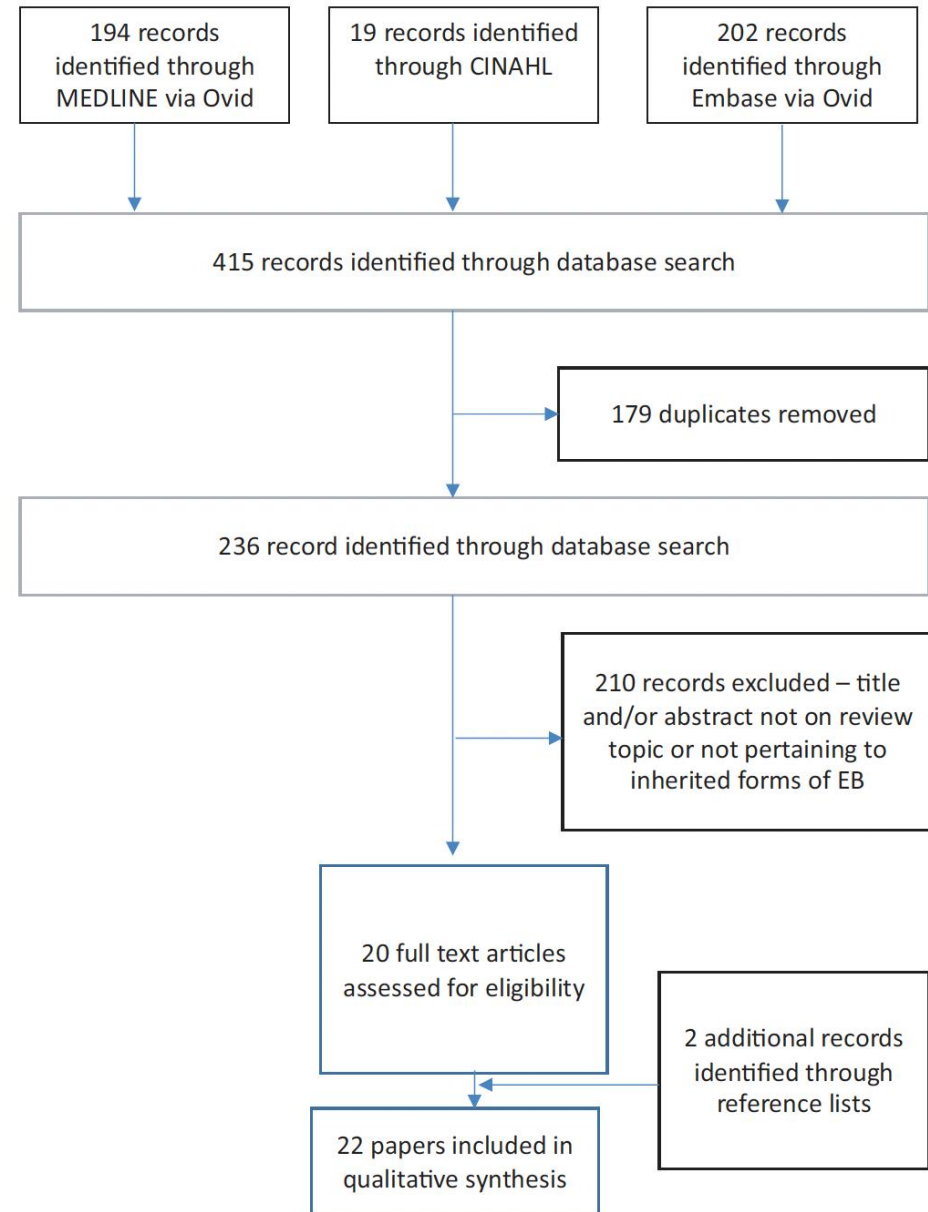 194 records
identified through
MEDLINE via Ovid
19 records identified
through CINAHL
202 records
identified through
Embase via Ovid
415 records identified through database search
179 duplicates removed
236 record identified through database search
210 records excluded – title
and/or abstract not on review
topic or not pertaining to
inherited forms of EB
20 full text articles
assessed for eligibility
2 additional records
identified through
reference lists
22 papers included in
qualitative synthesis